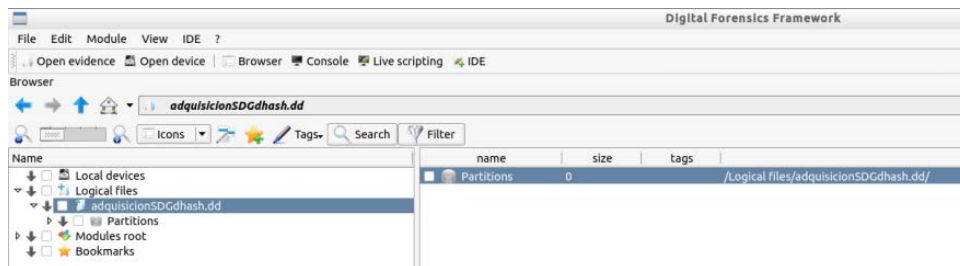 Digital Forensics Framework
File Edit Module View IDE ?
Open evidence Open device Browser Console Live scripting IDE
Browser
adquisicionSDGdhash.dd
Icons Tags Search Filter
Name
Local devices
Logical files
adquisicionSDGdhash.dd
Partitions
Modules root
Bookmarks
name size tags
Partitions 0 /Logical files/adquisicionSDGdhash.dd/